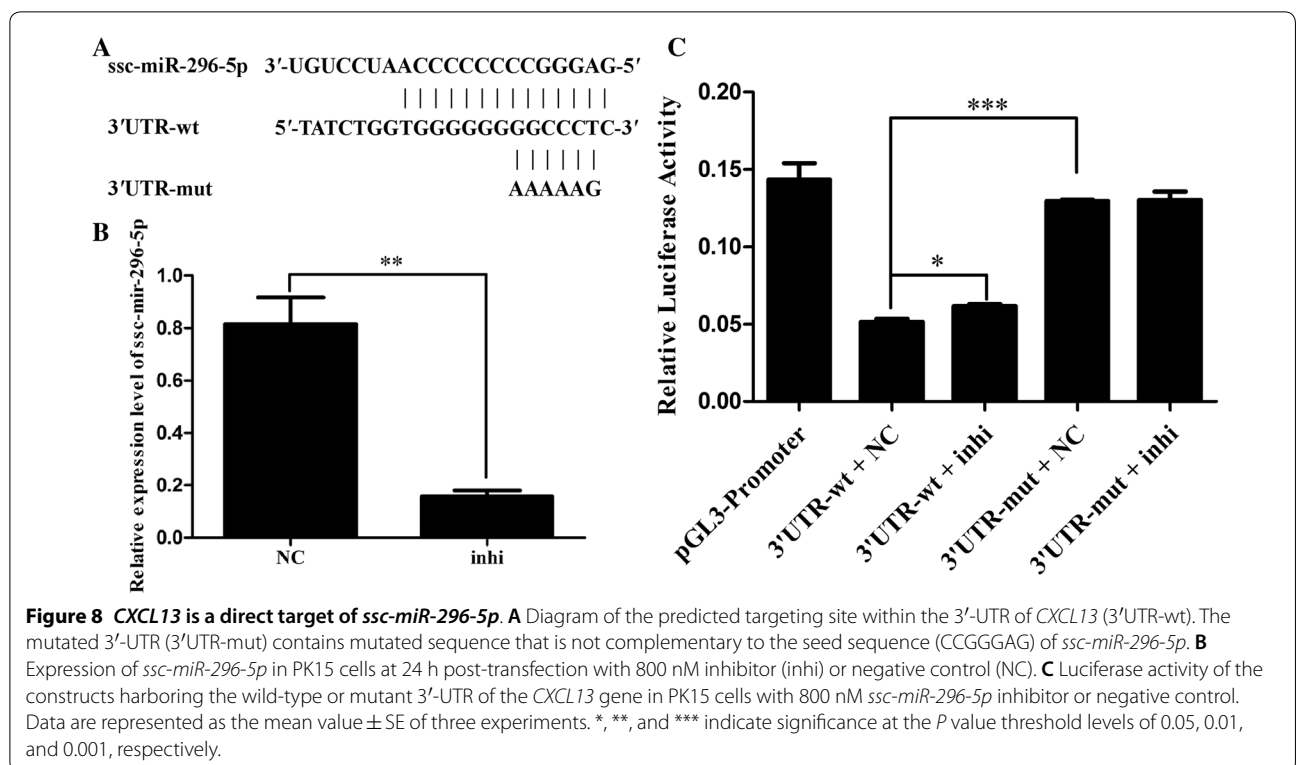 A
ssc-miR-296-5p 3′-UGUCCUAACCCCCCCCGGGAG-5′
3′UTR-wt 5′-TATCTGGTGGGGGGGGCCCTC-3′
3′UTR-mut AAAAAG
B
Relative expression level of ssc-mir-296-5p
1.0
0.8
0.6
0.4
0.2
0.0
**
NC
inhi
C
Relative Luciferase Activity
0.20
0.15
0.10
0.05
0.00
***
*
pGL3-Promoter
3'UTR-wt + NC
3'UTR-wt + inhi
3'UTR-mut + NC
3'UTR-mut + inhi
Figure 8 CXCL13 is a direct target of ssc-miR-296-5p. A Diagram of the predicted targeting site within the 3′-UTR of CXCL13 (3′UTR-wt). The
mutated 3′-UTR (3′UTR-mut) contains mutated sequence that is not complementary to the seed sequence (CCGGGAG) of ssc-miR-296-5p. B
Expression of ssc-miR-296-5p in PK15 cells at 24 h post-transfection with 800 nM inhibitor (inhi) or negative control (NC). C Luciferase activity of the
constructs harboring the wild-type or mutant 3′-UTR of the CXCL13 gene in PK15 cells with 800 nM ssc-miR-296-5p inhibitor or negative control.
Data are represented as the mean value ± SE of three experiments. *, **, and *** indicate significance at the P value threshold levels of 0.05, 0.01,
and 0.001, respectively.